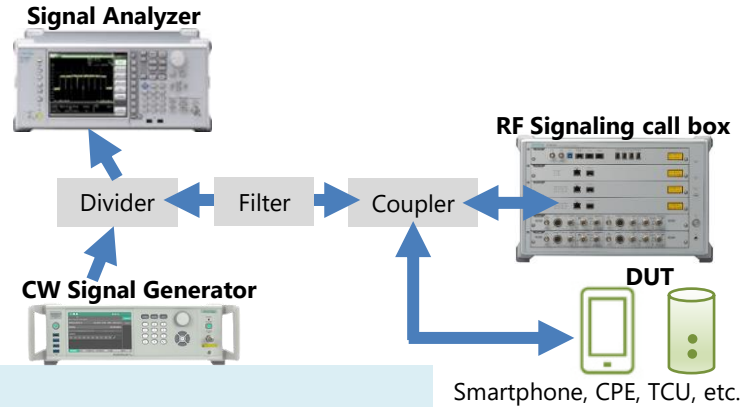 Signal Analyzer
RF Signaling call box
Divider
Filter
Coupler
CW Signal Generator
DUT
Smartphone, CPE, TCU, etc.